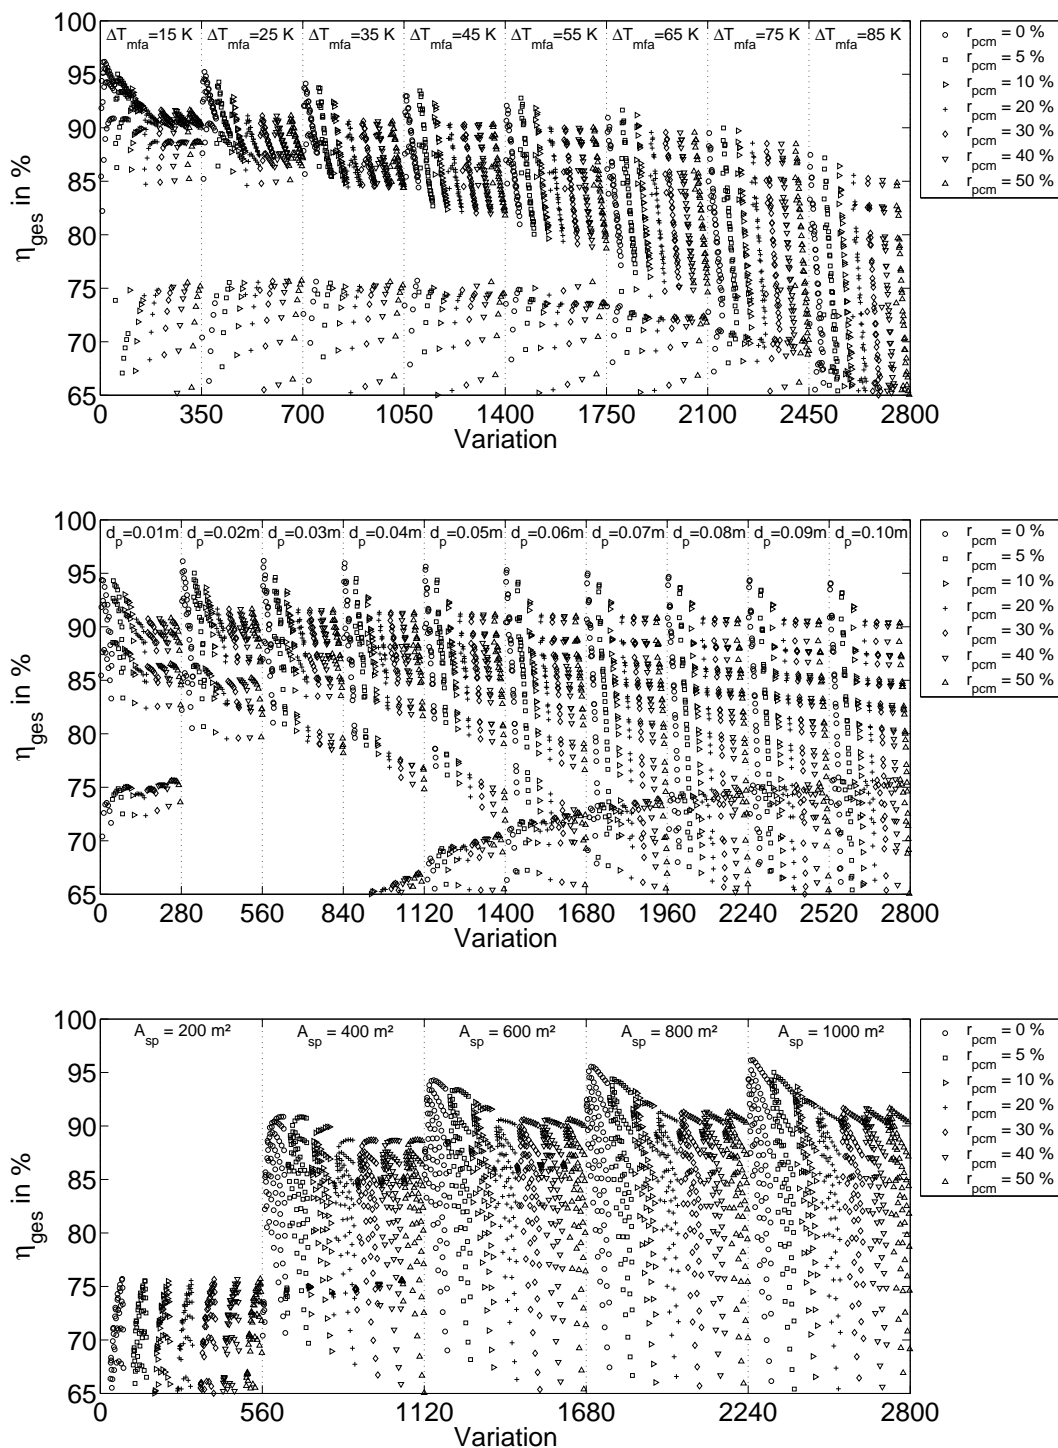 100
95
90
85
80
75
70
65
η_ges in %
ΔT_mfa=15 K ΔT_mfa=25 K ΔT_mfa=35 K ΔT_mfa=45 K ΔT_mfa=55 K ΔT_mfa=65 K ΔT_mfa=75 K ΔT_mfa=85 K
0 350 700 1050 1400 1750 2100 2450 2800
Variation
r_pcm = 0 %
r_pcm = 5 %
r_pcm = 10 %
r_pcm = 20 %
r_pcm = 30 %
r_pcm = 40 %
r_pcm = 50 %
100
95
90
85
80
75
70
65
η_ges in %
d_p=0.01m d_p=0.02m d_p=0.03m d_p=0.04m d_p=0.05m d_p=0.06m d_p=0.07m d_p=0.08m d_p=0.09m d_p=0.10m
0 280 560 840 1120 1400 1680 1960 2240 2520 2800
Variation
r_pcm = 0 %
r_pcm = 5 %
r_pcm = 10 %
r_pcm = 20 %
r_pcm = 30 %
r_pcm = 40 %
r_pcm = 50 %
100
95
90
85
80
75
70
65
η_ges in %
A_sp = 200 m² A_sp = 400 m² A_sp = 600 m² A_sp = 800 m² A_sp = 1000 m²
0 560 1120 1680 2240 2800
Variation
r_pcm = 0 %
r_pcm = 5 %
r_pcm = 10 %
r_pcm = 20 %
r_pcm = 30 %
r_pcm = 40 %
r_pcm = 50 %